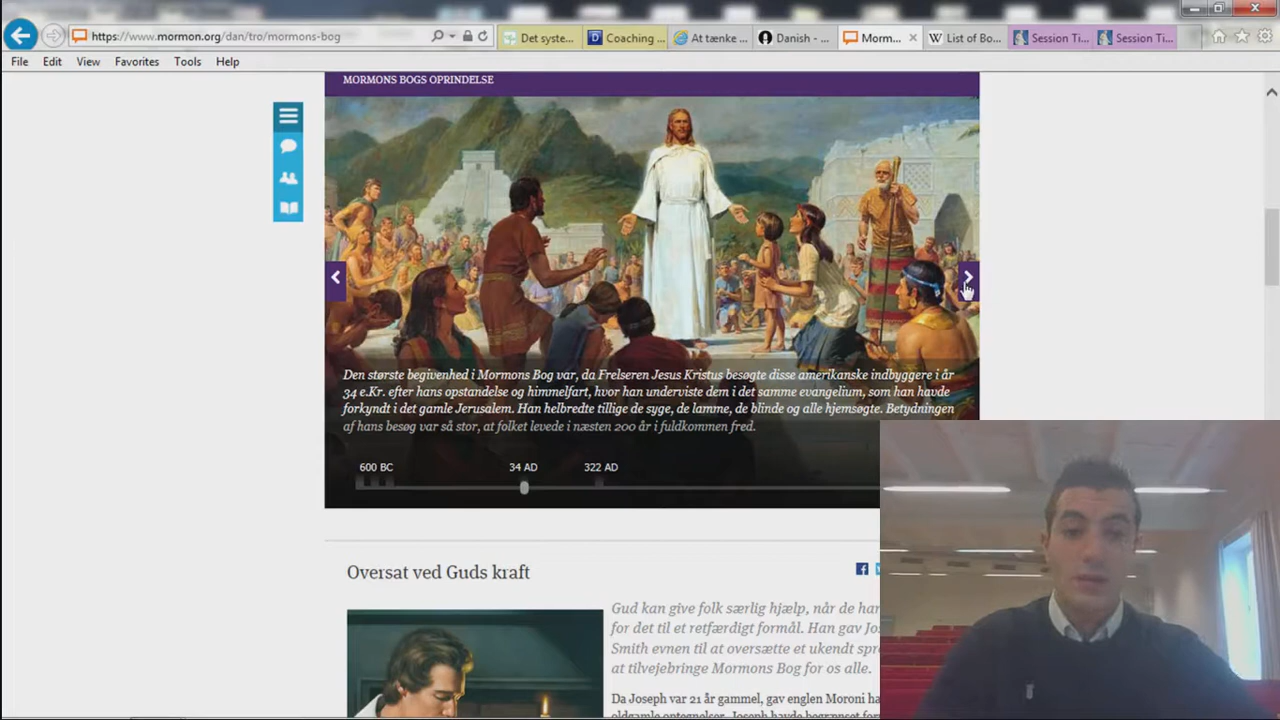 https://www.mormon.org/dan/tro/mormons-bog
Det syste...
Coaching ...
At tænke ...
Danish - ...
Morm...
List of Bo...
Session Ti...
Session Ti...
File Edit View Favorites Tools Help
MORMONS BOGS OPRINDELSE
Den største begivenhed i Mormons Bog var, da Frelseren Jesus Kristus besøgte disse amerikanske indbyggere i år
34 e.Kr. efter hans opstandelse og himmelfart, hvor han underviste dem i det samme evangelium, som han havde
forkyndt i det gamle Jerusalem. Han helbredte tillige de syge, de lamme, de blinde og alle hjemsøgte. Betydningen
af hans besøg var så stor, at folket levede i næsten 200 år i fuldkommen fred.
600 BC 34 AD 322 AD
Oversat ved Guds kraft
Gud kan give folk særlig hjælp, når de har
for det til et retfærdigt formål. Han gav Jos
Smith evnen til at oversætte et ukendt spr
at tilvejebringe Mormons Bog for os alle.
Da Joseph var 21 år gammel, gav englen Moroni ha
oldgamle optegnelser. Joseph havde begrænset for